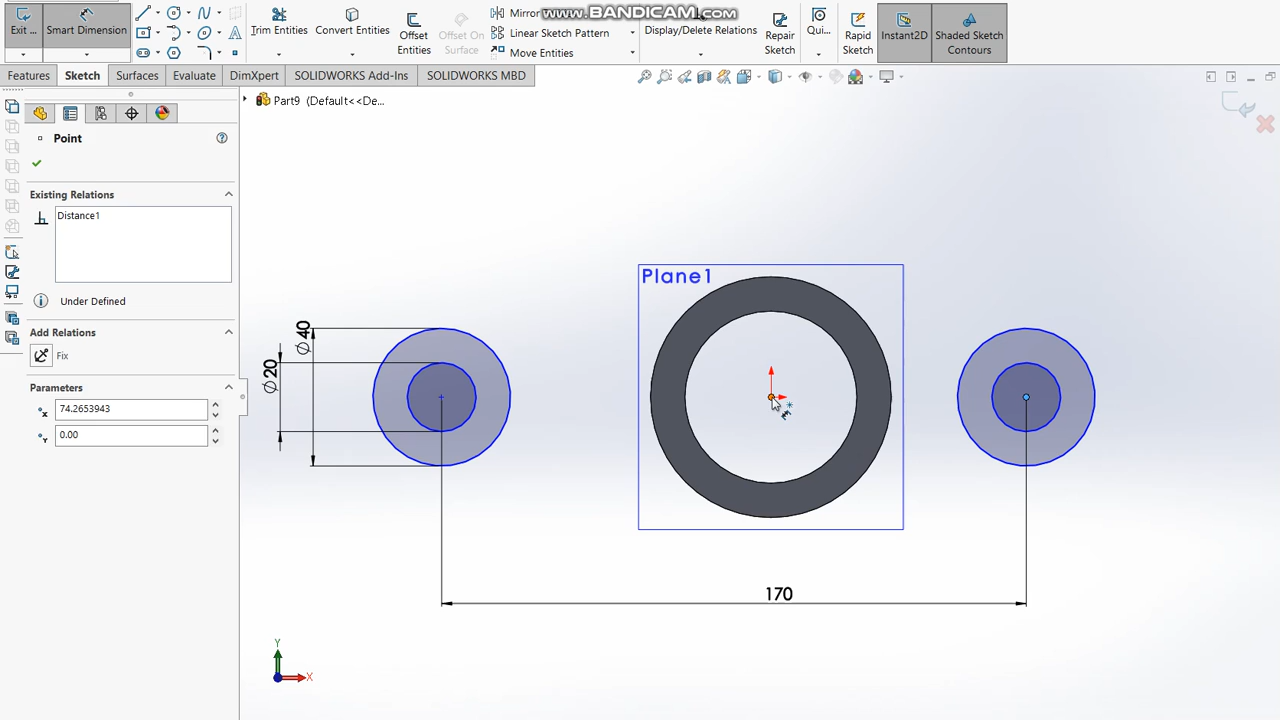 www.BANDICAM.com
Exit ...
Smart Dimension
Trim Entities
Convert Entities
Offset Entities
Offset On Surface
Mirror
Linear Sketch Pattern
Move Entities
Display/Delete Relations
Repair Sketch
Qui...
Rapid Sketch
Instant2D
Shaded Sketch Contours
Features
Sketch
Surfaces
Evaluate
DimXpert
SOLIDWORKS Add-Ins
SOLIDWORKS MBD
Part9 (Default<<De...
Point
Existing Relations
Distance1
Under Defined
Add Relations
Fix
Parameters
74.2653943
0.00
Plane1
Ø40
Ø20
170
Y
X